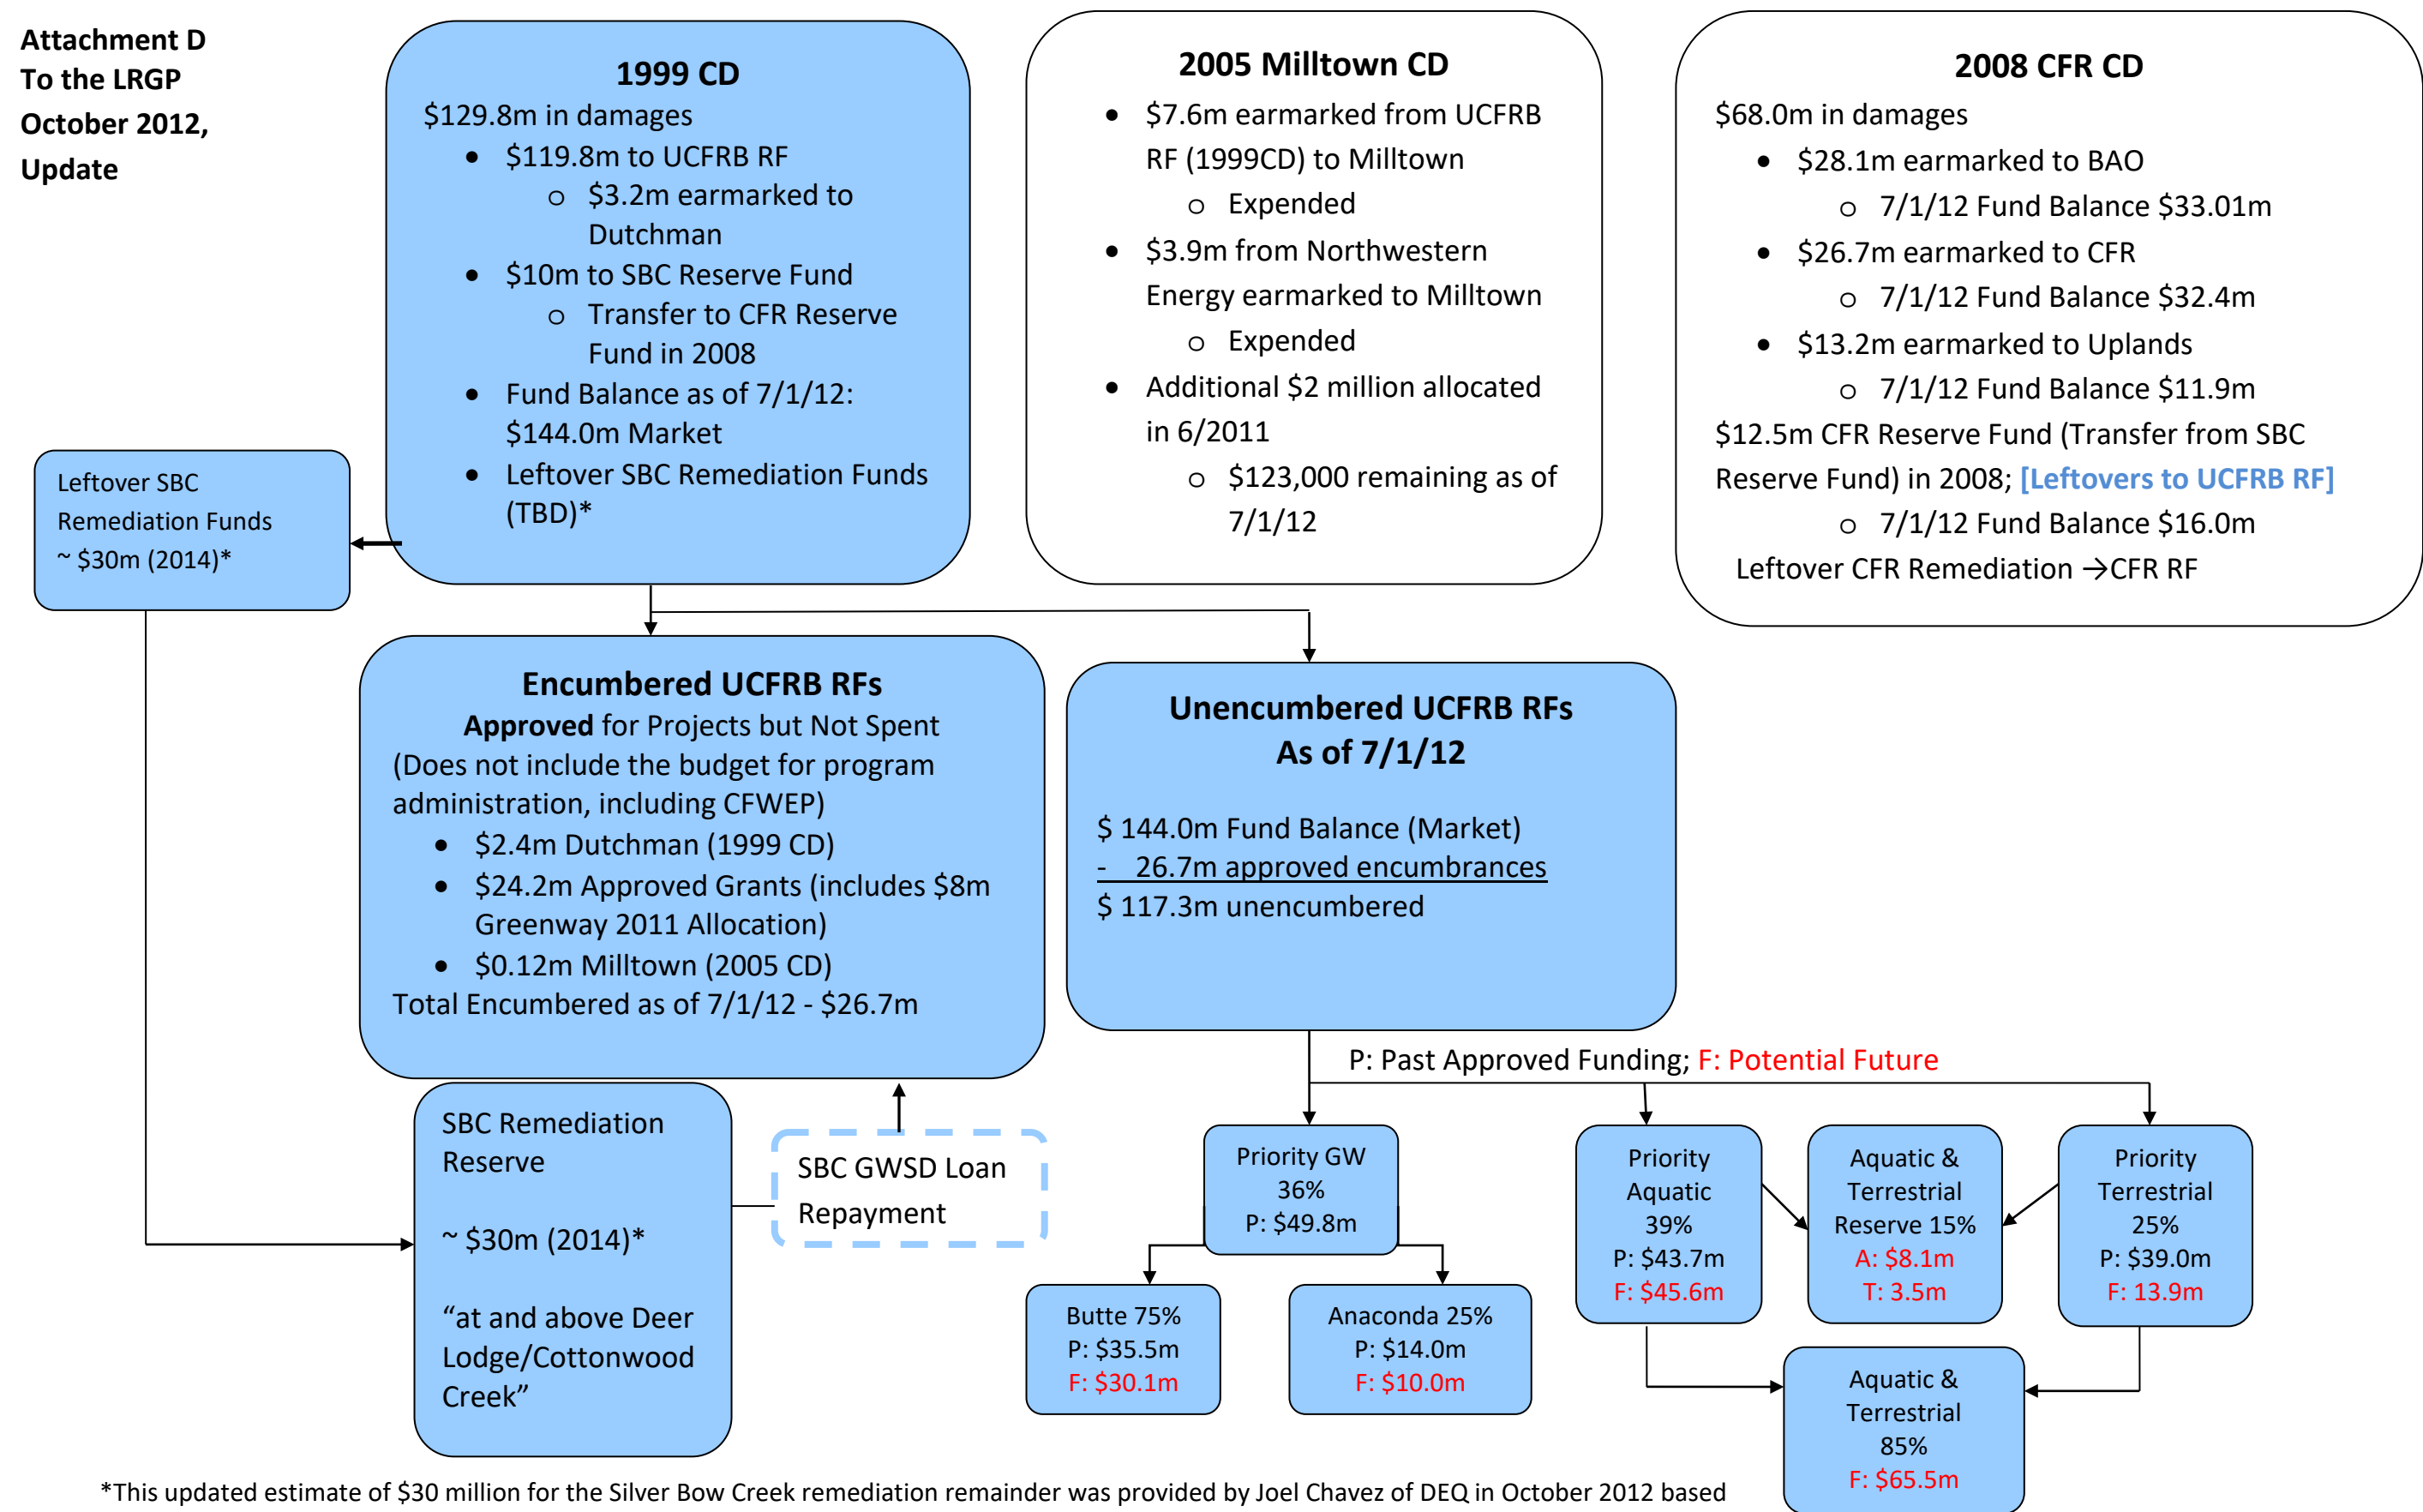 Attachment D
To the LRGP
October 2012,
Update
1999 CD
$129.8m in damages
• $119.8m to UCFRB RF
o $3.2m earmarked to
Dutchman
• $10m to SBC Reserve Fund
o Transfer to CFR Reserve
Fund in 2008
• Fund Balance as of 7/1/12:
$144.0m Market
• Leftover SBC Remediation Funds
(TBD)*
2005 Milltown CD
• $7.6m earmarked from UCFRB
RF (1999CD) to Milltown
o Expended
• $3.9m from Northwestern
Energy earmarked to Milltown
o Expended
• Additional $2 million allocated
in 6/2011
o $123,000 remaining as of
7/1/12
2008 CFR CD
$68.0m in damages
• $28.1m earmarked to BAO
o 7/1/12 Fund Balance $33.01m
• $26.7m earmarked to CFR
o 7/1/12 Fund Balance $32.4m
• $13.2m earmarked to Uplands
o 7/1/12 Fund Balance $11.9m
$12.5m CFR Reserve Fund (Transfer from SBC
Reserve Fund) in 2008; [Leftovers to UCFRB RF]
o 7/1/12 Fund Balance $16.0m
Leftover CFR Remediation →CFR RF
Leftover SBC
Remediation Funds
~ $30m (2014)*
Encumbered UCFRB RFs
Approved for Projects but Not Spent
(Does not include the budget for program
administration, including CFWEP)
• $2.4m Dutchman (1999 CD)
• $24.2m Approved Grants (includes $8m
Greenway 2011 Allocation)
• $0.12m Milltown (2005 CD)
Total Encumbered as of 7/1/12 - $26.7m
Unencumbered UCFRB RFs
As of 7/1/12
$ 144.0m Fund Balance (Market)
- 26.7m approved encumbrances
$ 117.3m unencumbered
P: Past Approved Funding; F: Potential Future
SBC Remediation
Reserve
~ $30m (2014)*
“at and above Deer
Lodge/Cottonwood
Creek”
SBC GWSD Loan
Repayment
Priority GW
36%
P: $49.8m
Butte 75%
P: $35.5m
F: $30.1m
Anaconda 25%
P: $14.0m
F: $10.0m
Priority
Aquatic
39%
P: $43.7m
F: $45.6m
Aquatic &
Terrestrial
Reserve 15%
A: $8.1m
T: 3.5m
Priority
Terrestrial
25%
P: $39.0m
F: 13.9m
Aquatic &
Terrestrial
85%
F: $65.5m
*This updated estimate of $30 million for the Silver Bow Creek remediation remainder was provided by Joel Chavez of DEQ in October 2012 based